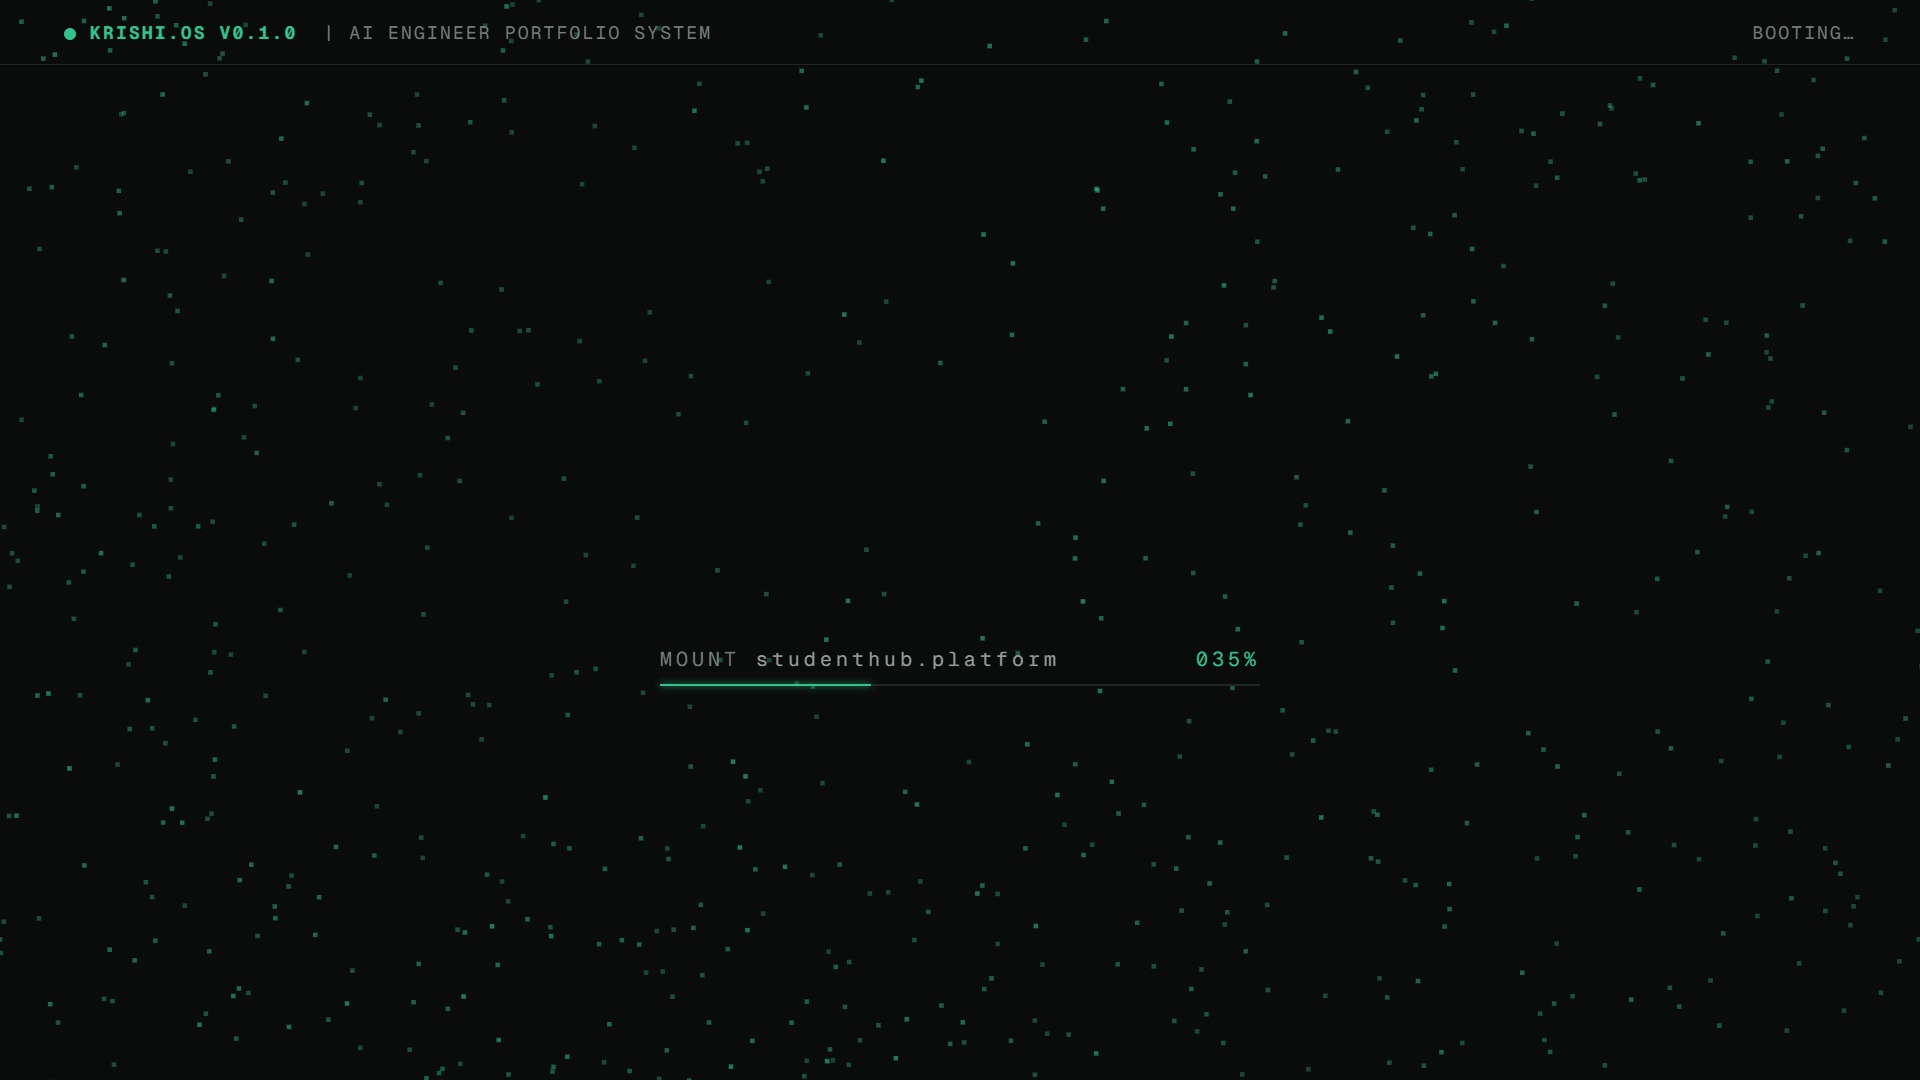 KRISHI.OS V0.1.0 | AI ENGINEER PORTFOLIO SYSTEM
BOOTING…
MOUNT studenthub.platform 035%